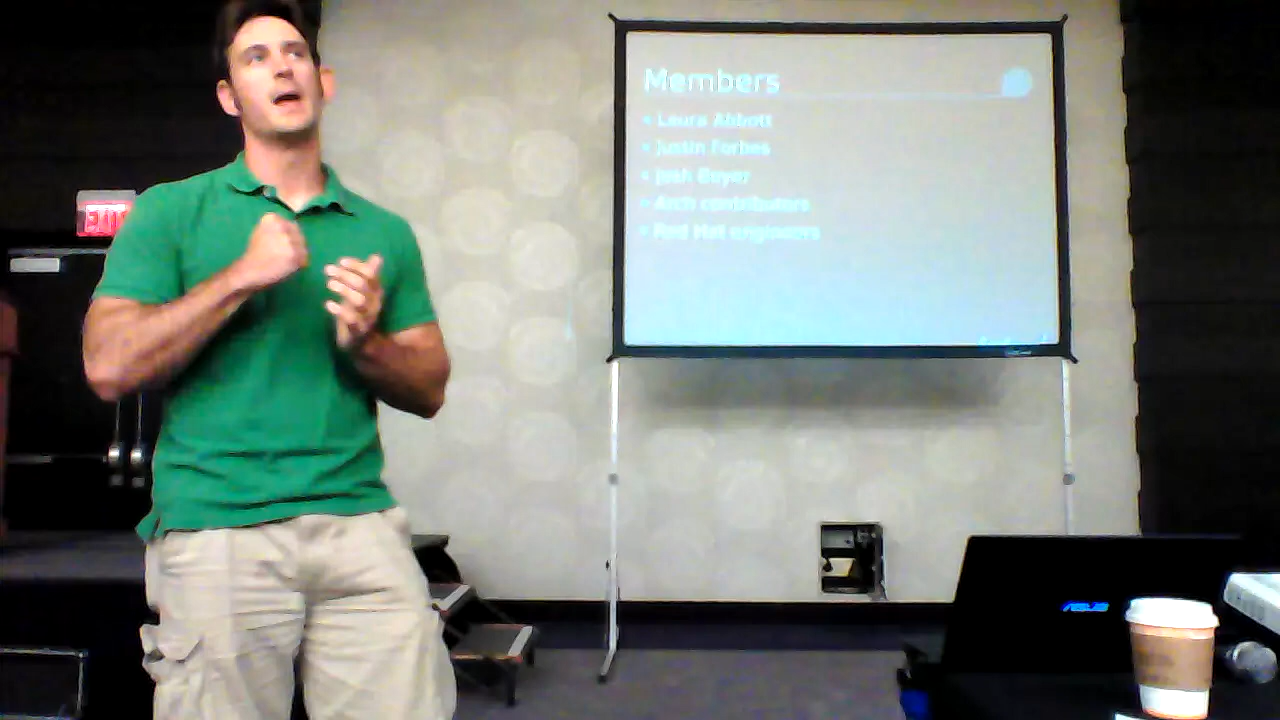 Members
• Laura Abbott
• Justin Forbes
• Josh Boyer
• Arch contributors
• Red Hat engineers
EXIT
ASUS